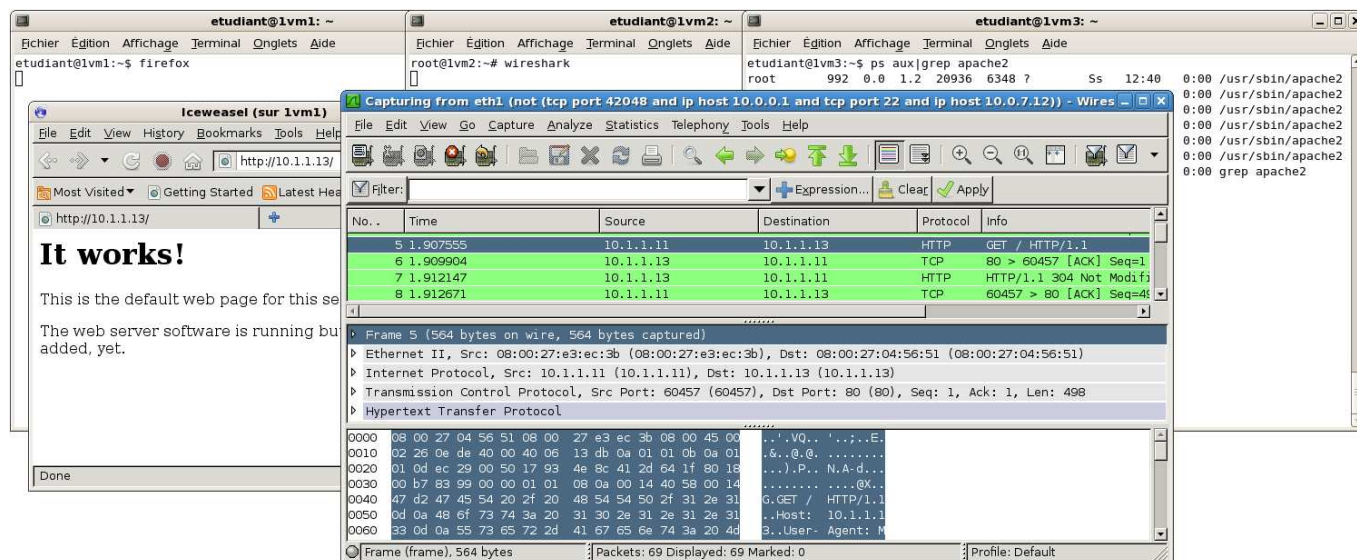 etudiant@1vm1: ~
Fichier Édition Affichage Terminal Onglets Aide
etudiant@1vm1:~$ firefox
etudiant@1vm2: ~
Fichier Édition Affichage Terminal Onglets Aide
root@1vm2:~# wireshark
etudiant@1vm3: ~
Fichier Édition Affichage Terminal Onglets Aide
etudiant@1vm3:~$ ps aux|grep apache2
root 992 0.0 1.2 20936 6348 ? Ss 12:40 0:00 /usr/sbin/apache2
0:00 /usr/sbin/apache2
0:00 /usr/sbin/apache2
0:00 /usr/sbin/apache2
0:00 /usr/sbin/apache2
0:00 /usr/sbin/apache2
0:00 grep apache2
Iceweasel (sur 1vm1)
File Edit View History Bookmarks Tools Help
http://10.1.1.13/
Most Visited Getting Started Latest Hea
http://10.1.1.13/
It works!
This is the default web page for this se
The web server software is running bu
added, yet.
Done
Capturing from eth1 (not (tcp port 42048 and ip host 10.0.0.1 and tcp port 22 and ip host 10.0.7.12)) - Wires
File Edit View Go Capture Analyze Statistics Telephony Tools Help
Filter: Expression... Clear Apply
No. . Time Source Destination Protocol Info
5 1.907555 10.1.1.11 10.1.1.13 HTTP GET / HTTP/1.1
6 1.909904 10.1.1.13 10.1.1.11 TCP 80 > 60457 [ACK] Seq=1
7 1.912147 10.1.1.13 10.1.1.11 HTTP HTTP/1.1 304 Not Modifi
8 1.912671 10.1.1.11 10.1.1.13 TCP 60457 > 80 [ACK] Seq=49
Frame 5 (564 bytes on wire, 564 bytes captured)
Ethernet II, Src: 08:00:27:e3:ec:3b (08:00:27:e3:ec:3b), Dst: 08:00:27:04:56:51 (08:00:27:04:56:51)
Internet Protocol, Src: 10.1.1.11 (10.1.1.11), Dst: 10.1.1.13 (10.1.1.13)
Transmission Control Protocol, Src Port: 60457 (60457), Dst Port: 80 (80), Seq: 1, Ack: 1, Len: 498
Hypertext Transfer Protocol
0000 08 00 27 04 56 51 08 00 27 e3 ec 3b 08 00 45 00 ..'.VQ.. '..;..E.
0010 02 26 0e de 40 00 40 06 13 db 0a 01 01 0b 0a 01 .&..@.@. ........
0020 01 0d ec 29 00 50 17 93 4e 8c 41 2d 64 1f 80 18 ...).P.. N.A-d...
0030 00 b7 83 99 00 00 01 01 08 0a 00 14 40 58 00 14 ........ ....@X..
0040 47 d2 47 45 54 20 2f 20 48 54 54 50 2f 31 2e 31 G.GET / HTTP/1.1
0050 0d 0a 48 6f 73 74 3a 20 31 30 2e 31 2e 31 2e 31 ..Host: 10.1.1.1
0060 33 0d 0a 55 73 65 72 2d 41 67 65 6e 74 3a 20 4d 3..User- Agent: M
Frame (frame), 564 bytes Packets: 69 Displayed: 69 Marked: 0 Profile: Default